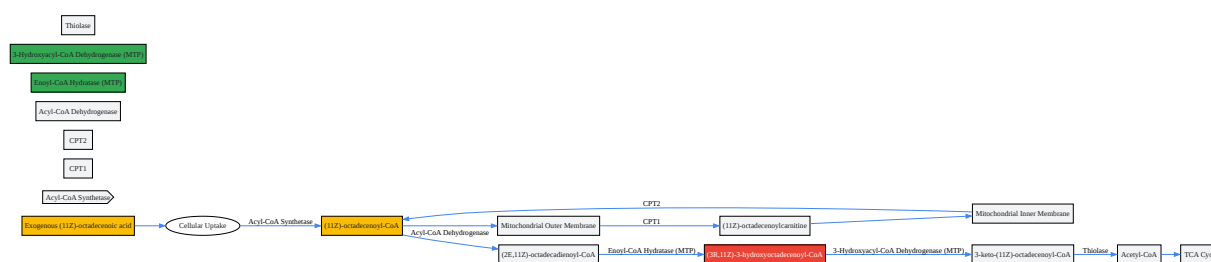 Thiolase
3-Hydroxyacyl-CoA Dehydrogenase (MTP)
Enoyl-CoA Hydratase (MTP)
Acyl-CoA Dehydrogenase
CPT2
CPT1
Acyl-CoA Synthetase
Exogenous (11Z)-octadecenoic acid
Cellular Uptake
Acyl-CoA Synthetase
(11Z)-octadecenoyl-CoA
Mitochondrial Outer Membrane
CPT1
(11Z)-octadecenoylcarnitine
CPT2
Mitochondrial Inner Membrane
Acyl-CoA Dehydrogenase
(2E,11Z)-octadecadienoyl-CoA
Enoyl-CoA Hydratase (MTP)
(3R,11Z)-3-hydroxyoctadecenoyl-CoA
3-Hydroxyacyl-CoA Dehydrogenase (MTP)
3-keto-(11Z)-octadecenoyl-CoA
Thiolase
Acetyl-CoA
TCA Cyc